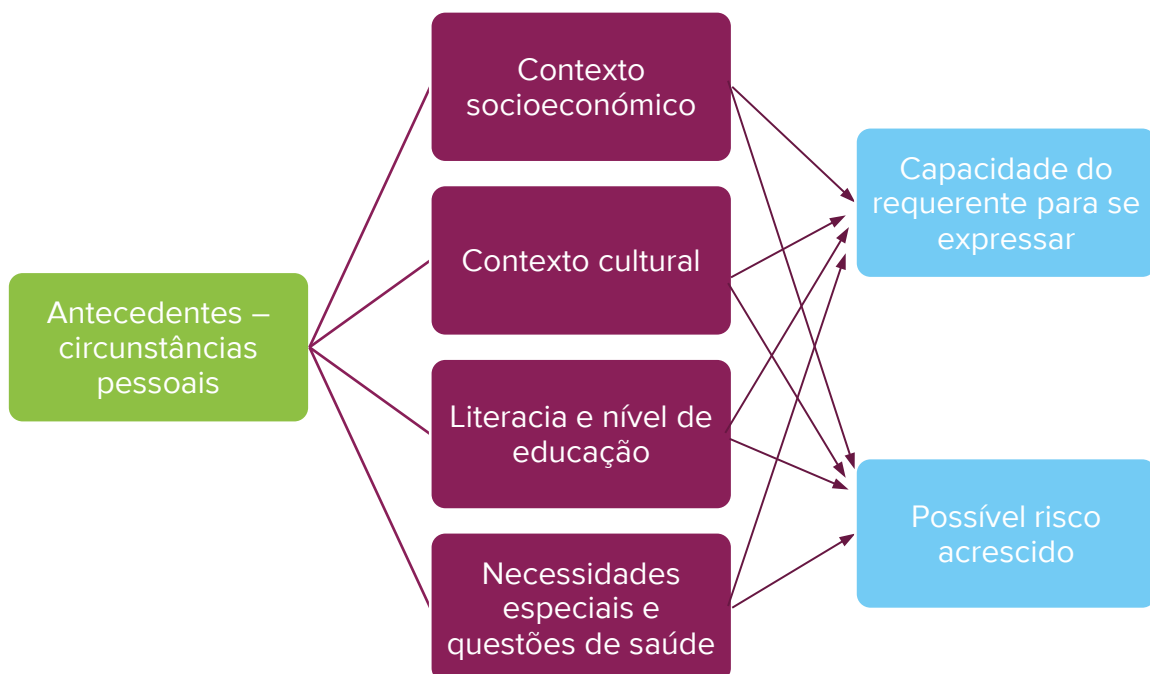 Antecedentes –
circunstâncias
pessoais
Contexto
socioeconómico
Contexto cultural
Literacia e nível de
educação
Necessidades
especiais e
questões de saúde
Capacidade do
requerente para se
expressar
Possível risco
acrescido